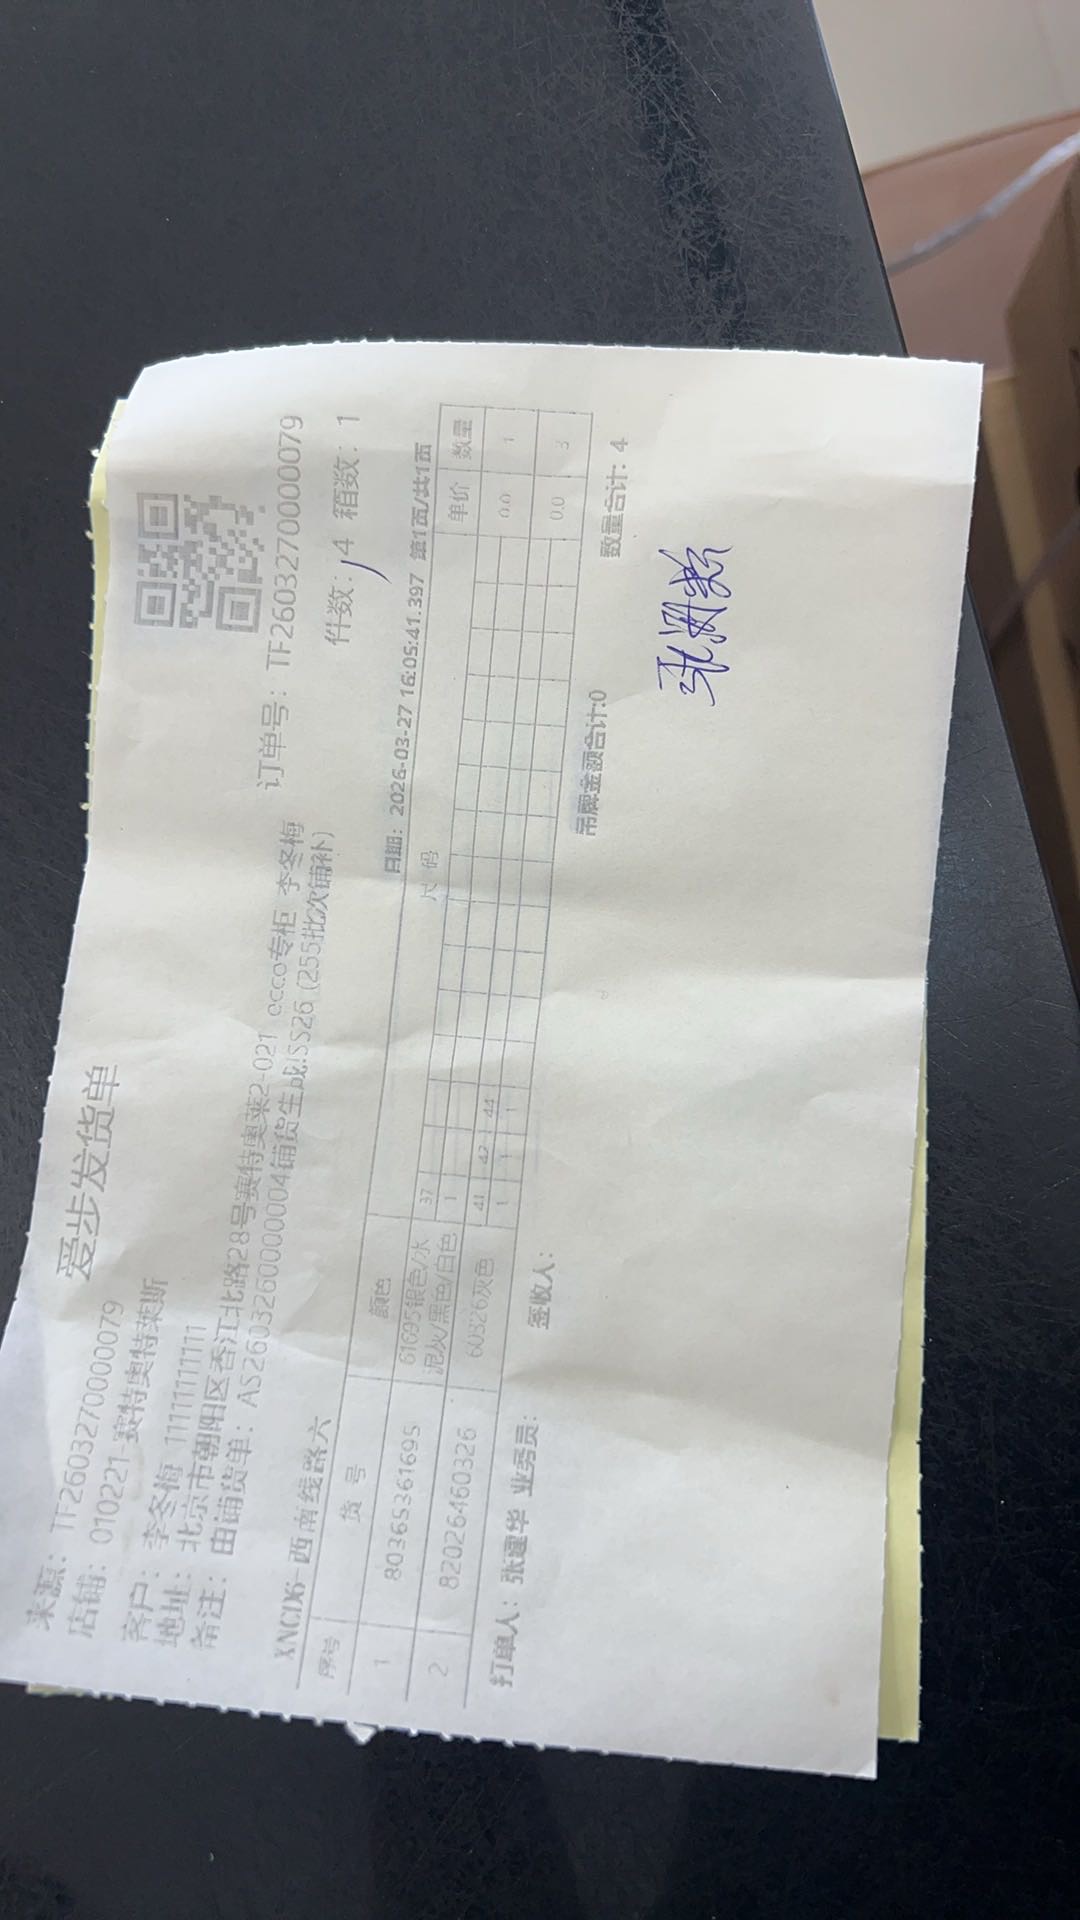 爱步发货单
来源：TF2603270000079
店铺：010221-赛特奥特莱斯
客户：李冬梅 11111111111
地址：北京市朝阳区香江北路28号赛特奥莱2-021 ecco专柜 李冬梅
备注：由铺货单：AS2603260000004铺货生成!SS26 (255批次铺补)
订单号：TF2603270000079
件数：4 箱数：1
XNCD6-西南线路六
日期：2026-03-27 16:05:41.397 第1页/共1页
序号 货 号 颜色 尺 码 单价 数量
1 80365361695 61695银色/水泥灰/黑色/白色 37 0.0 1
1
2 82026460326 60326灰色 41 42 44 0.0 3
1 1 1
打单人：张建华 业务员： 签收人： 吊牌金额合计:0 数量合计: 4